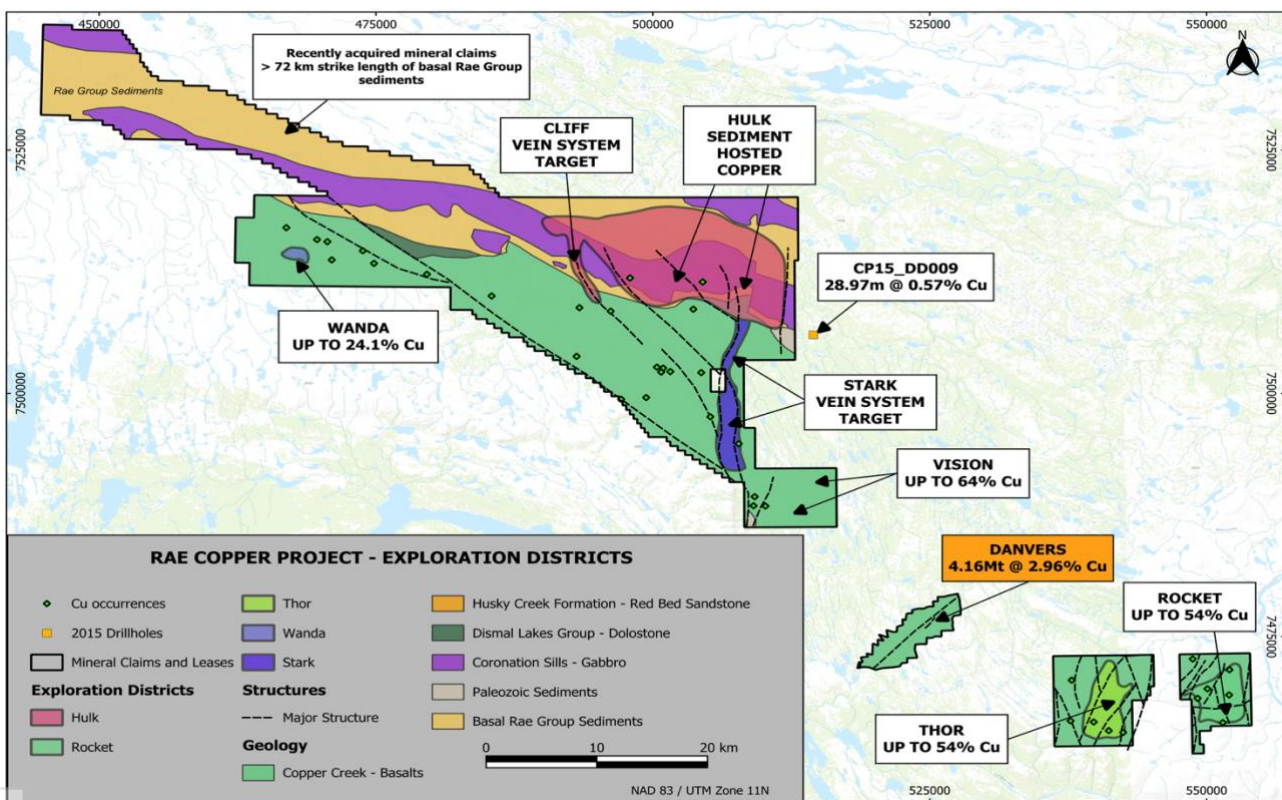 450000
475000
500000
525000
550000
Recently acquired mineral claims
> 72 km strike length of basal Rae Group
sediments
Rae Group Sediments
N
7525000
7525000
CLIFF
VEIN SYSTEM
TARGET
HULK
SEDIMENT
HOSTED
COPPER
CP15_DD009
28.97m @ 0.57% Cu
WANDA
UP TO 24.1% Cu
7500000
7500000
STARK
VEIN SYSTEM
TARGET
VISION
UP TO 64% Cu
DANVERS
4.16Mt @ 2.96% Cu
ROCKET
UP TO 54% Cu
7475000
THOR
UP TO 54% Cu
RAE COPPER PROJECT - EXPLORATION DISTRICTS
Cu occurrences
2015 Drillholes
Mineral Claims and Leases
Exploration Districts
Hulk
Rocket
Thor
Wanda
Stark
Structures
Major Structure
Geology
Copper Creek - Basalts
Husky Creek Formation - Red Bed Sandstone
Dismal Lakes Group - Dolostone
Coronation Sills - Gabbro
Paleozoic Sediments
Basal Rae Group Sediments
0 10 20 km
NAD 83 / UTM Zone 11N
525000
550000